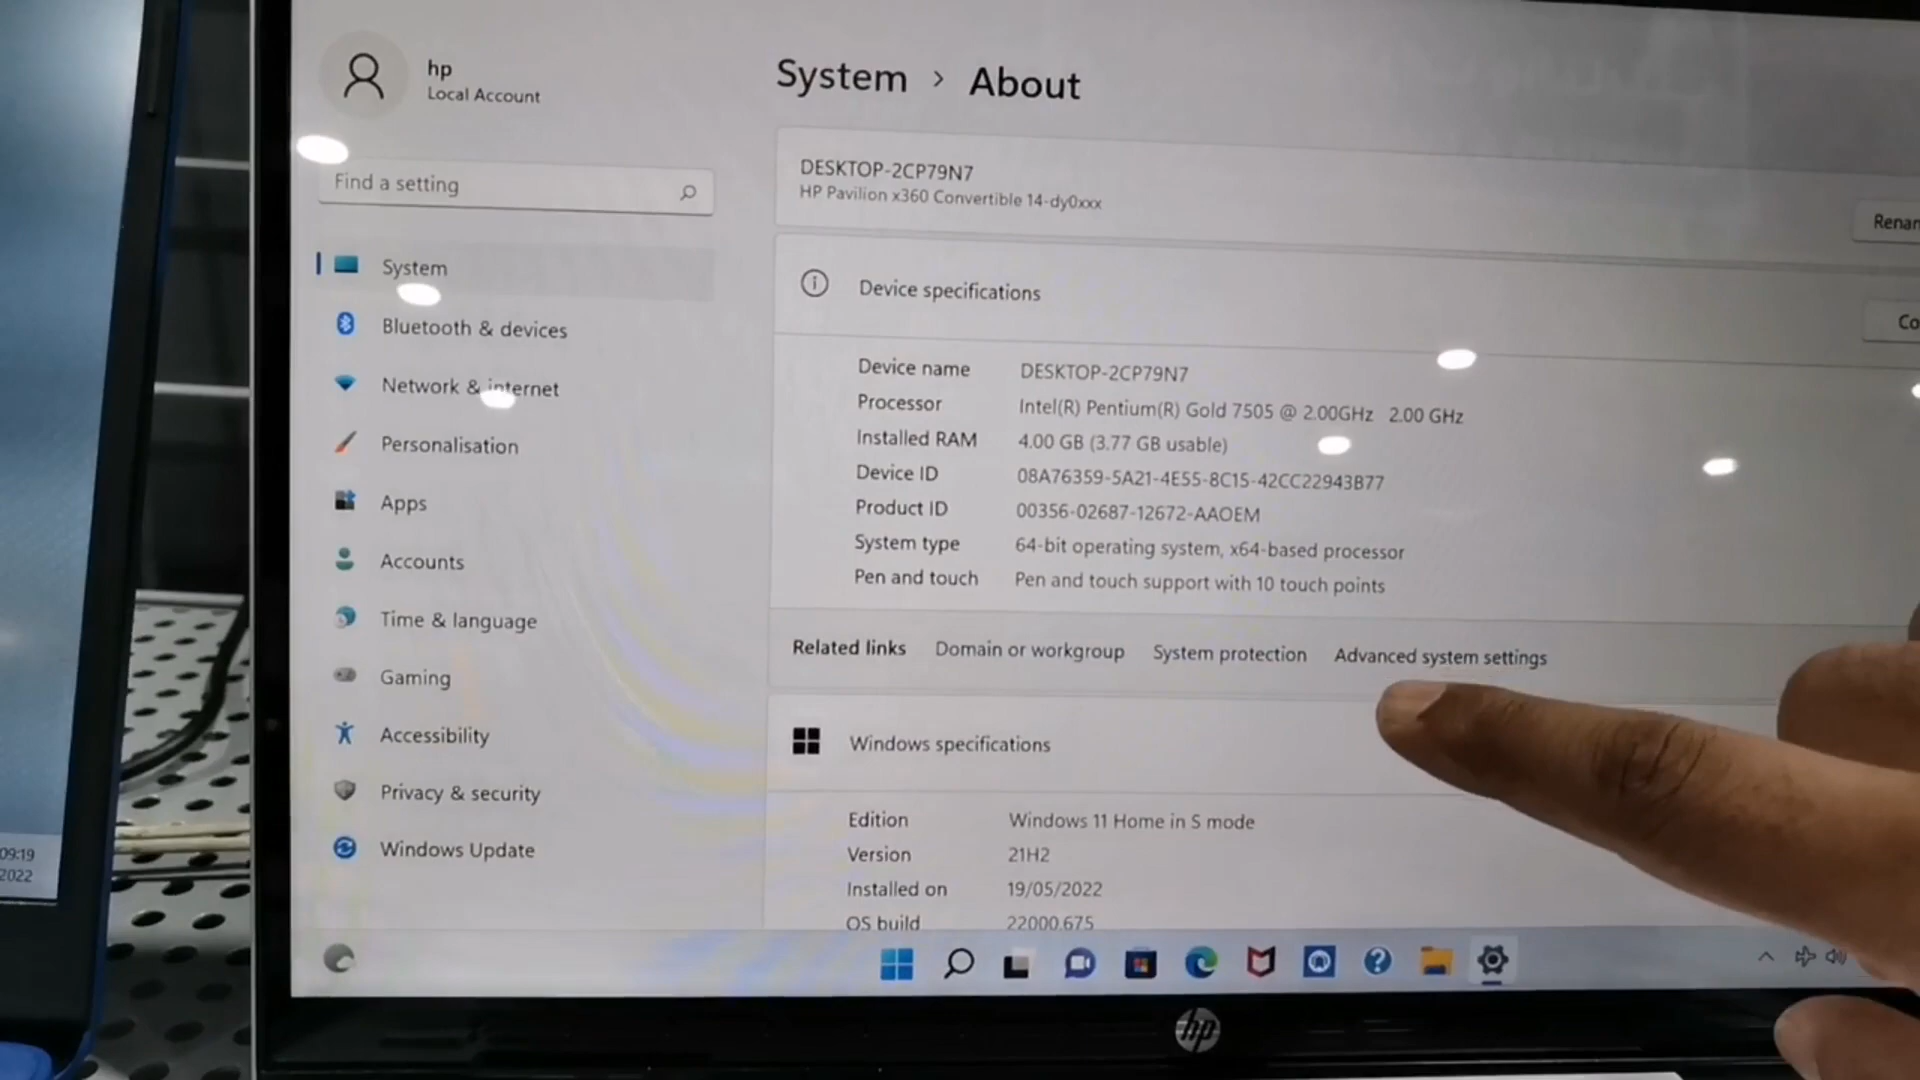 hp
Local Account
Find a setting
System
Bluetooth & devices
Network & internet
Personalisation
Apps
Accounts
Time & language
Gaming
Accessibility
Privacy & security
Windows Update
System > About
DESKTOP-2CP79N7
HP Pavilion x360 Convertible 14-dy0xxx
Renam
Device specifications
Co
Device name DESKTOP-2CP79N7
Processor Intel(R) Pentium(R) Gold 7505 @ 2.00GHz 2.00 GHz
Installed RAM 4.00 GB (3.77 GB usable)
Device ID 08A76359-5A21-4E55-8C15-42CC22943B77
Product ID 00356-02687-12672-AAOEM
System type 64-bit operating system, x64-based processor
Pen and touch Pen and touch support with 10 touch points
Related links Domain or workgroup System protection Advanced system settings
Windows specifications
Edition Windows 11 Home in S mode
Version 21H2
Installed on 19/05/2022
OS build 22000.675
09:19
2022
hp